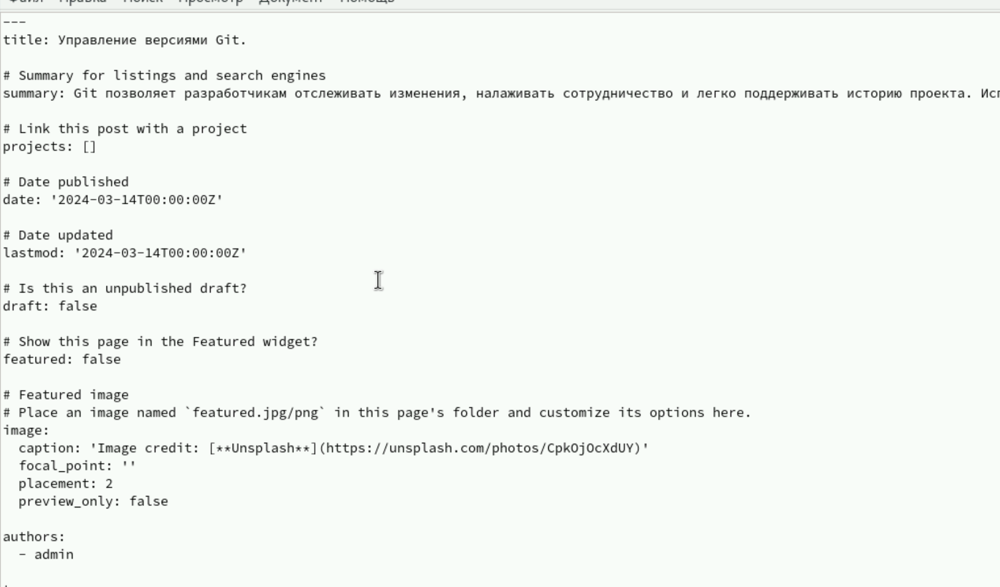 Файл Правка Поиск Просмотр Документ Помощь
---
title: Управление версиями Git.
# Summary for listings and search engines
summary: Git позволяет разработчикам отслеживать изменения, налаживать сотрудничество и легко поддерживать историю проекта.
# Link this post with a project
projects: []
# Date published
date: '2024-03-14T00:00:00Z'
# Date updated
lastmod: '2024-03-14T00:00:00Z'
# Is this an unpublished draft?
draft: false
# Show this page in the Featured widget?
featured: false
# Featured image
# Place an image named `featured.jpg/png` in this page's folder and customize its options here.
image:
  caption: 'Image credit: [**Unsplash**](https://unsplash.com/photos/CpkOjOcXdUY)'
  focal_point: ''
  placement: 2
  preview_only: false
authors:
  - admin